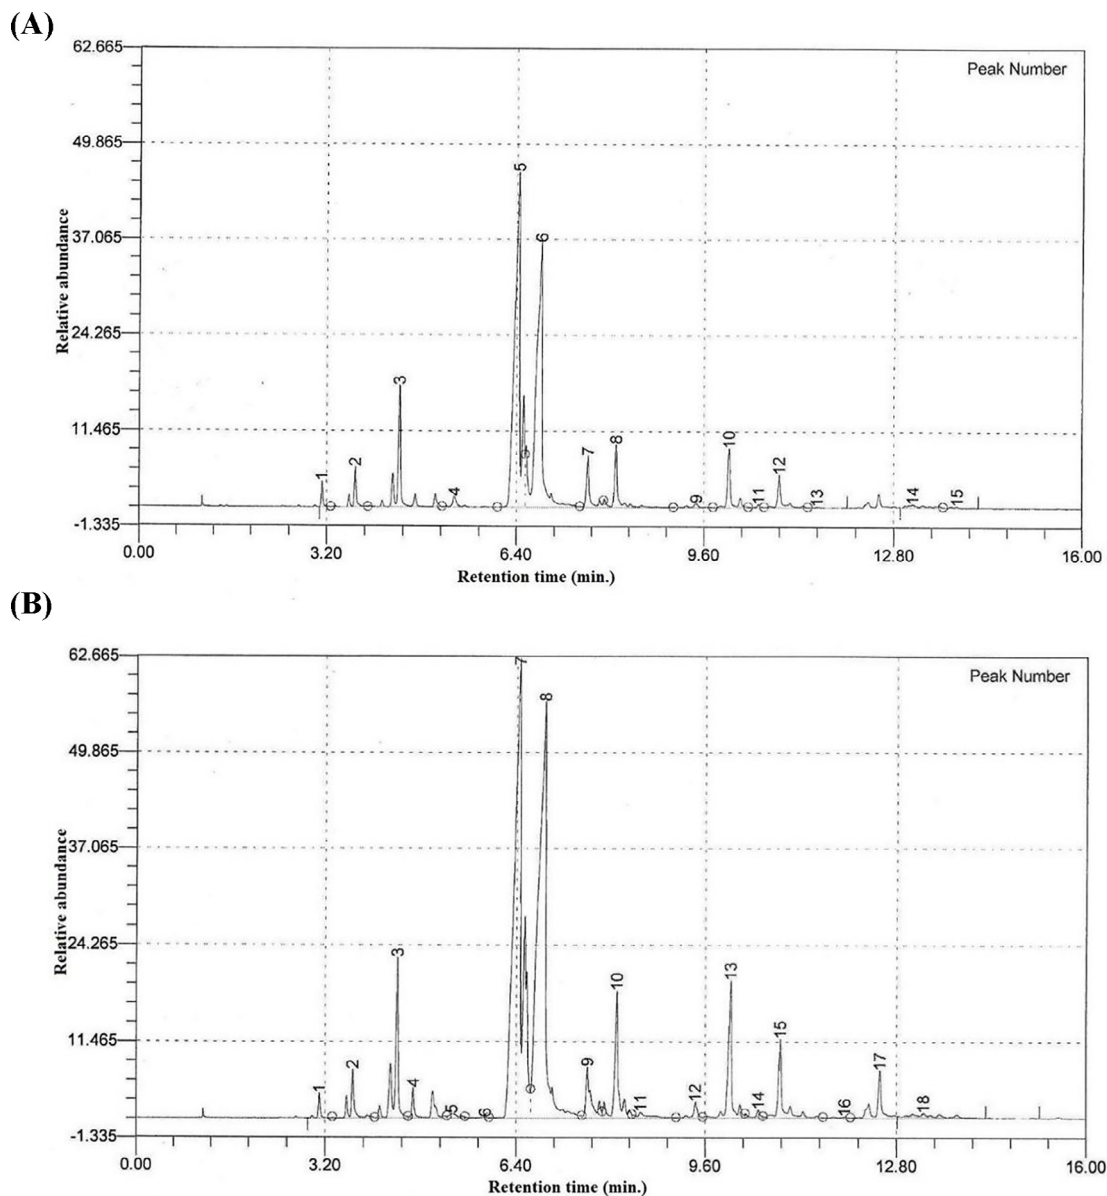 (A)
62.665
Peak Number
49.865
5
37.065
6
Relative abundance
24.265
3
11.465
1 2 4 7 8 9 10 11 12 13 14 15
-1.335
0.00 3.20 6.40 9.60 12.80 16.00
Retention time (min.)
(B)
62.665
7
Peak Number
8
49.865
37.065
Relative abundance
24.265
3
10
13
11.465
15
1 2 4 5 6 9 11 12 14 16 17 18
-1.335
0.00 3.20 6.40 9.60 12.80 16.00
Retention time (min.)